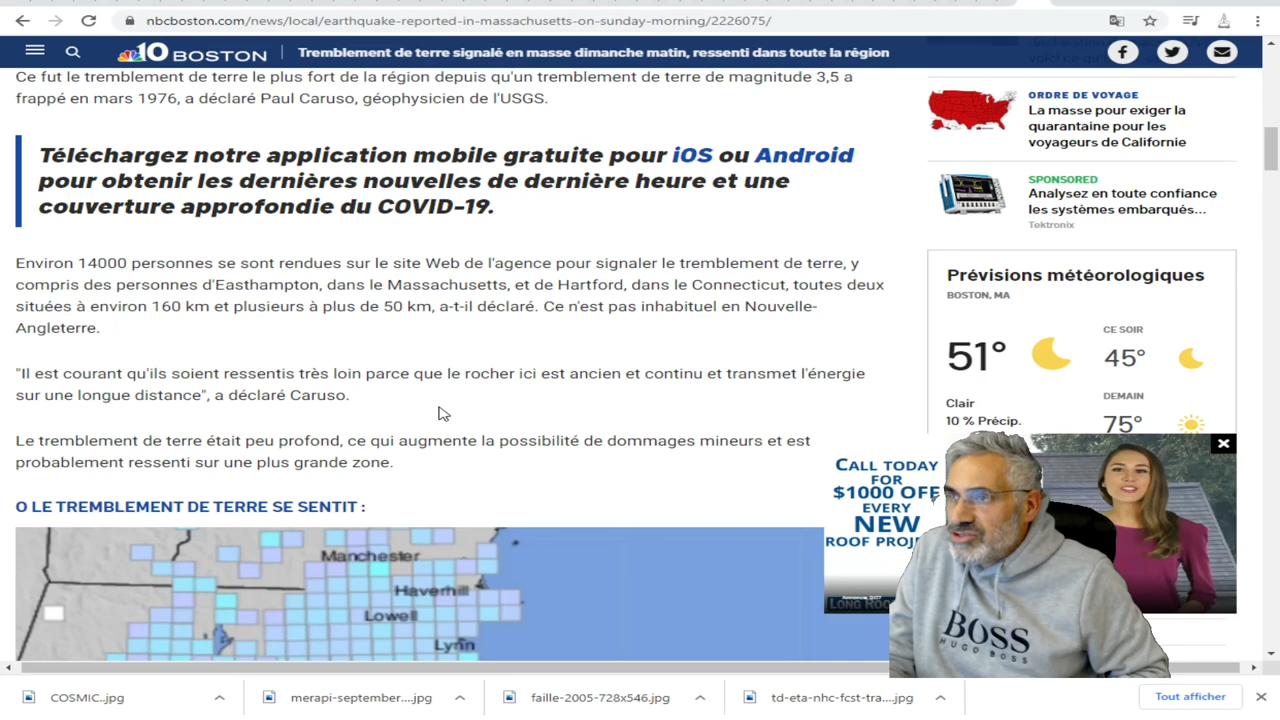 nbcboston.com/news/local/earthquake-reported-in-massachusetts-on-sunday-morning/2226075/
10 BOSTON
Tremblement de terre signalé en masse dimanche matin, ressenti dans toute la région
Ce fut le tremblement de terre le plus fort de la région depuis qu'un tremblement de terre de magnitude 3,5 a
frappé en mars 1976, a déclaré Paul Caruso, géophysicien de l'USGS.
Téléchargez notre application mobile gratuite pour iOS ou Android
pour obtenir les dernières nouvelles de dernière heure et une
couverture approfondie du COVID-19.
Environ 14000 personnes se sont rendues sur le site Web de l'agence pour signaler le tremblement de terre, y
compris des personnes d'Easthampton, dans le Massachusetts, et de Hartford, dans le Connecticut, toutes deux
situées à environ 160 km et plusieurs à plus de 50 km, a-t-il déclaré. Ce n'est pas inhabituel en Nouvelle-
Angleterre.
"Il est courant qu'ils soient ressentis très loin parce que le rocher ici est ancien et continu et transmet l'énergie
sur une longue distance", a déclaré Caruso.
Le tremblement de terre était peu profond, ce qui augmente la possibilité de dommages mineurs et est
probablement ressenti sur une plus grande zone.
O LE TREMBLEMENT DE TERRE SE SENTIT :
Manchester
Haverhill
Lowell
Lynn
ORDRE DE VOYAGE
La masse pour exiger la
quarantaine pour les
voyageurs de Californie
SPONSORED
Analysez en toute confiance
les systèmes embarqués...
Tektronix
Prévisions météorologiques
BOSTON, MA
51°
CE SOIR
45°
DEMAIN
75°
Clair
10 % Précip.
CALL TODAY
FOR
$1000 OFF
EVERY
NEW
ROOF
LONG
BOSS
HUGO BOSS
COSMIC..jpg
merapi-september....jpg
faille-2005-728x546.jpg
td-eta-nhc-fcst-tra....jpg
Tout afficher